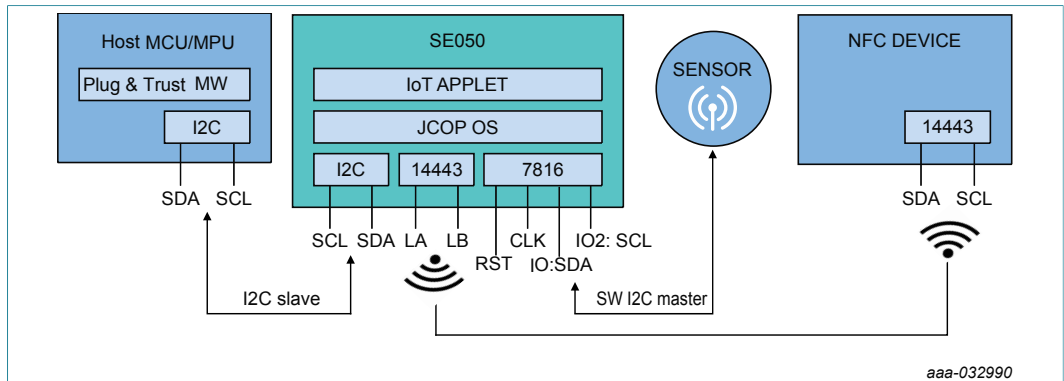 Host MCU/MPU
Plug & Trust MW
I2C
SDA SCL
SE050
IoT APPLET
JCOP OS
I2C 14443 7816
SCL SDA LA LB CLK IO2: SCL
RST IO:SDA
SENSOR
NFC DEVICE
14443
SDA SCL
I2C slave
SW I2C master
aaa-032990